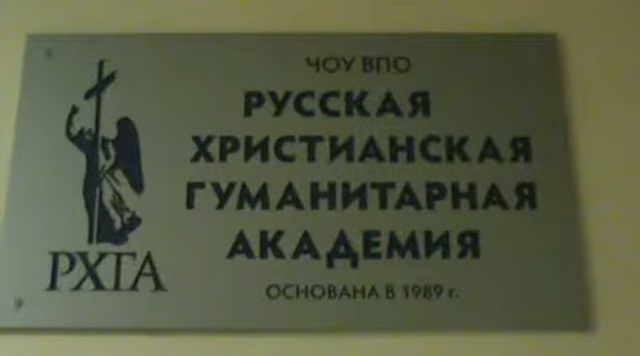 ЧОУ ВПО
РУССКАЯ
ХРИСТИАНСКАЯ
ГУМАНИТАРНАЯ
АКАДЕМИЯ
ОСНОВАНА В 1989 г.
РХГА